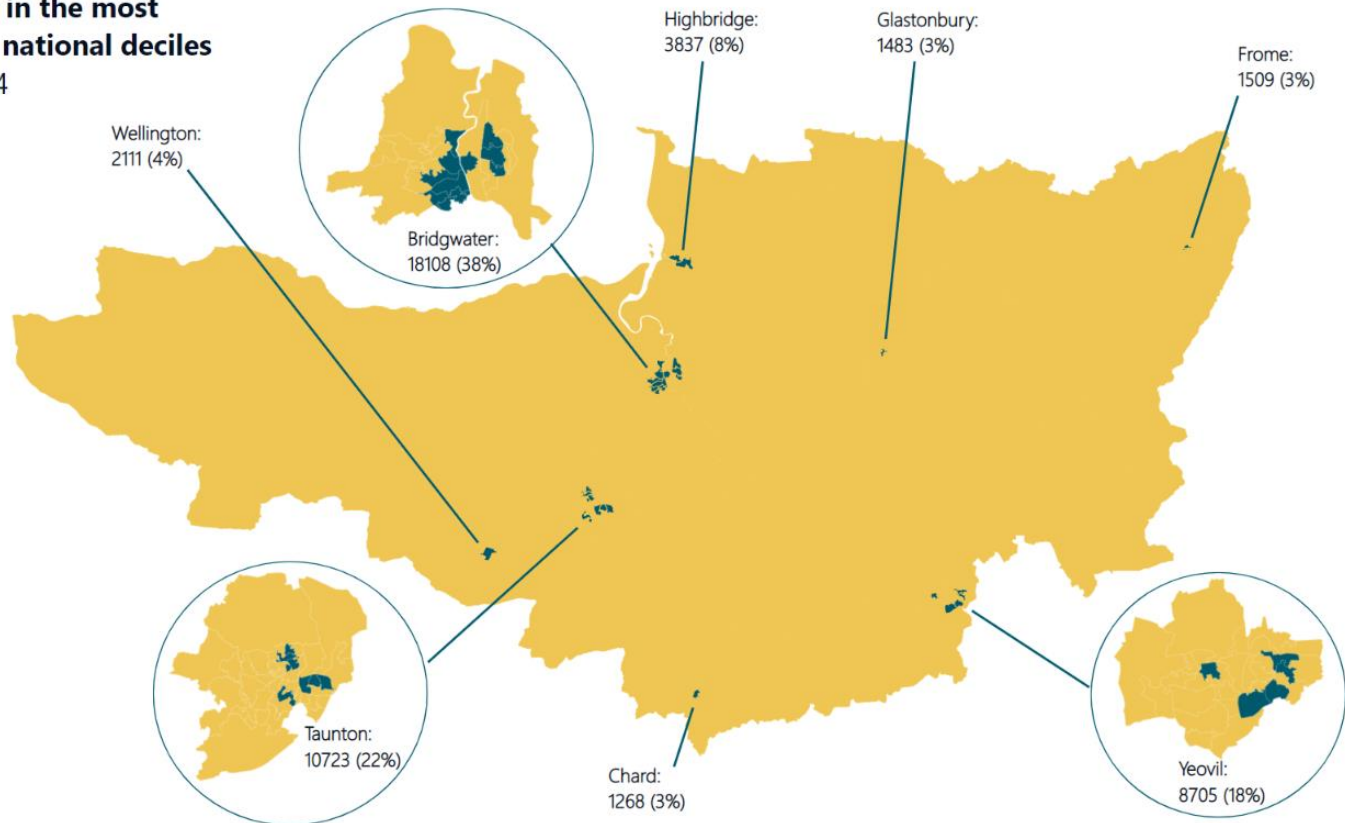 in the most
national deciles
4
Highbridge:
3837 (8%)
Glastonbury:
1483 (3%)
Frome:
1509 (3%)
Wellington:
2111 (4%)
Bridgwater:
18108 (38%)
Taunton:
10723 (22%)
Chard:
1268 (3%)
Yeovil:
8705 (18%)